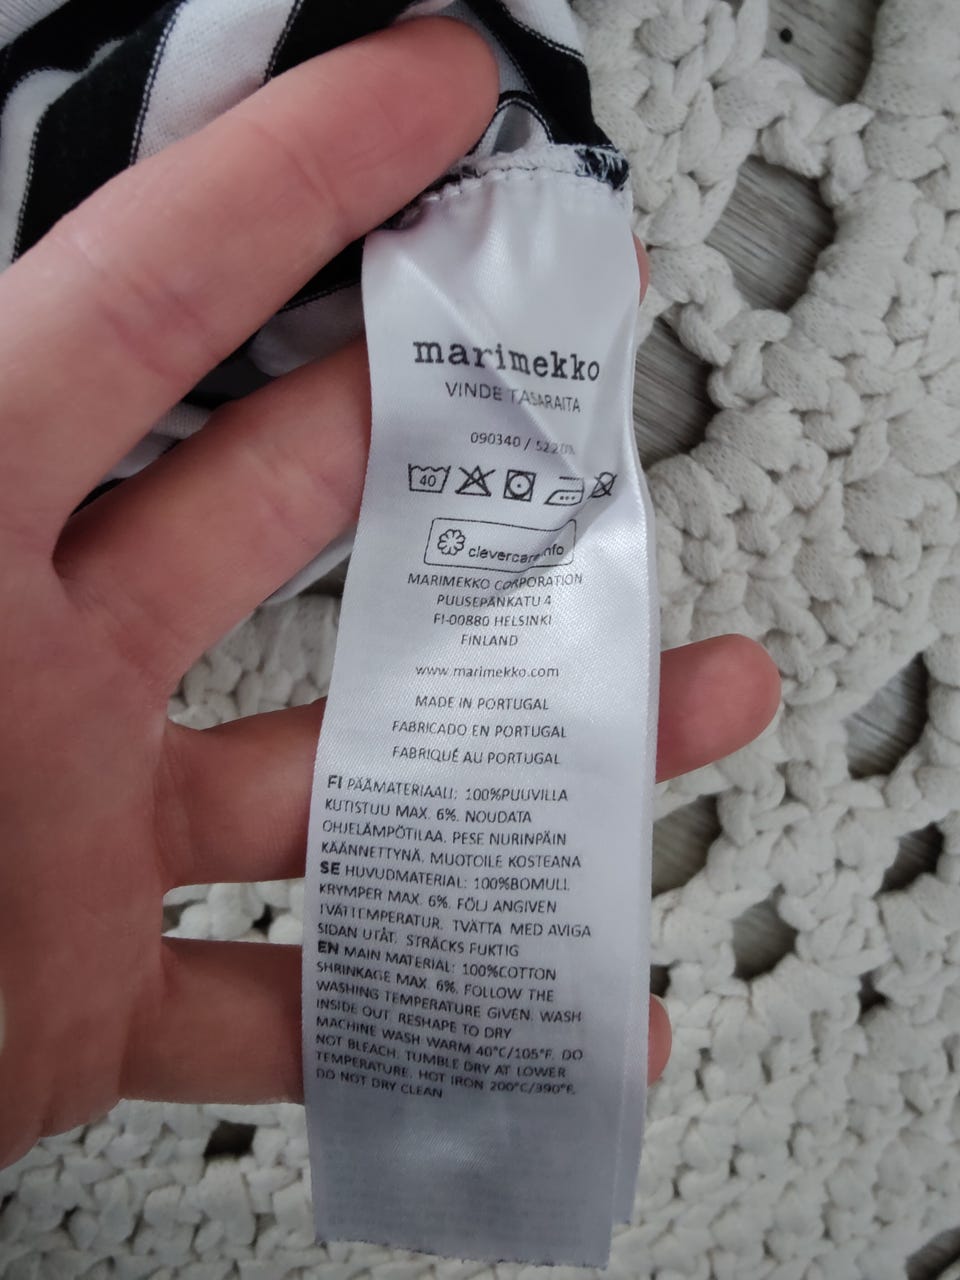 marimekko
VINDE TASARAITA
090340 /
40
clevercare.info
MARIMEKKO CORPORATION
PUUSEPÄNKATU 4
FI-00880 HELSINKI
FINLAND
www.marimekko.com
MADE IN PORTUGAL
FABRICADO EN PORTUGAL
FABRIQUÉ AU PORTUGAL
FI PÄÄMATERIAALI: 100%PUUVILLA
KUTISTUU MAX. 6%. NOUDATA
OHJELÄMPÖTILAA. PESE NURINPÄIN
KÄÄNNETTYNÄ. MUOTOILE KOSTEANA
SE HUVUDMATERIAL: 100%BOMULL
KRYMPER MAX. 6%. FÖLJ ANGIVEN
TVÄTTEMPERATUR. TVÄTTA MED AVIGA
SIDAN UTÅT. STRÄCKS FUKTIG
EN MAIN MATERIAL: 100%COTTON
SHRINKAGE MAX. 6%. FOLLOW THE
WASHING TEMPERATURE GIVEN. WASH
INSIDE OUT. RESHAPE TO DRY
MACHINE WASH WARM 40°C/105°F. DO
NOT BLEACH. TUMBLE DRY AT LOWER
TEMPERATURE. HOT IRON 200°C/390°F.
DO NOT DRY CLEAN